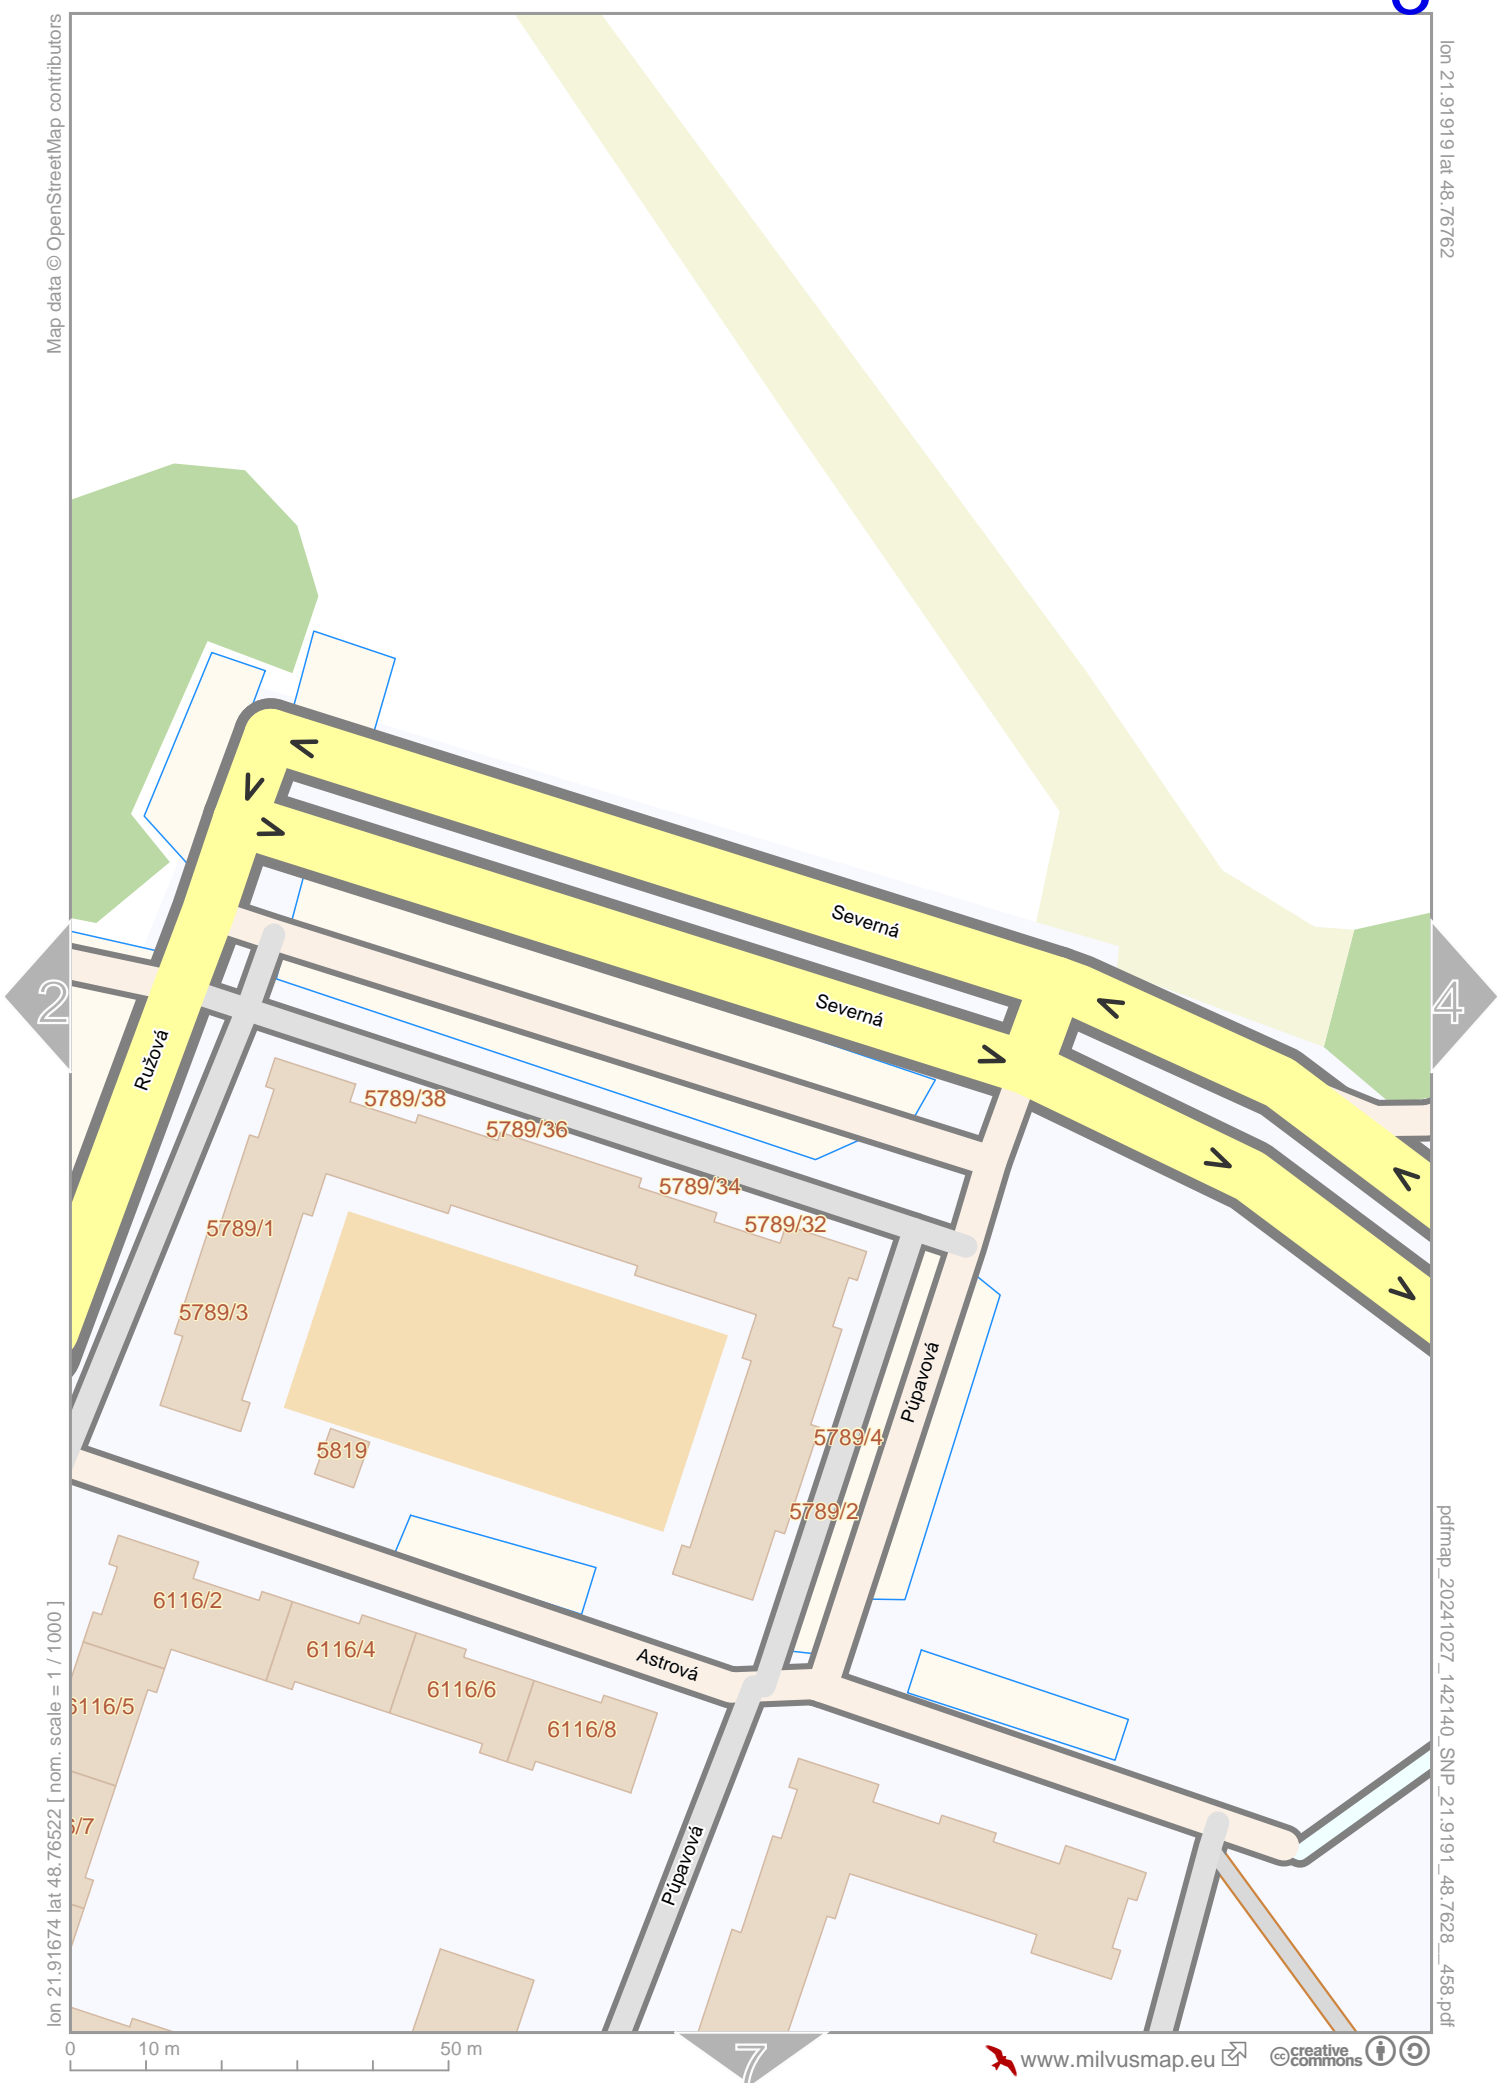 Map data © OpenStreetMap contributors
lon 21.91919 lat 48.76762
Severná
Severná
2
4
Ružová
5789/38
5789/36
5789/34
5789/32
5789/1
5789/3
Púpavová
5789/4
5819
5789/2
6116/2
6116/4
Astrová
6116/6
6116/5
6116/8
6/7
Púpavová
lon 21.91674 lat 48.76522 [ nom. scale = 1 / 1000 ]
pdfmap_20241027_142140_SNP_21.9191_48.7628__458.pdf
0 10 m 50 m
7
www.milvusmap.eu
cc creative commons